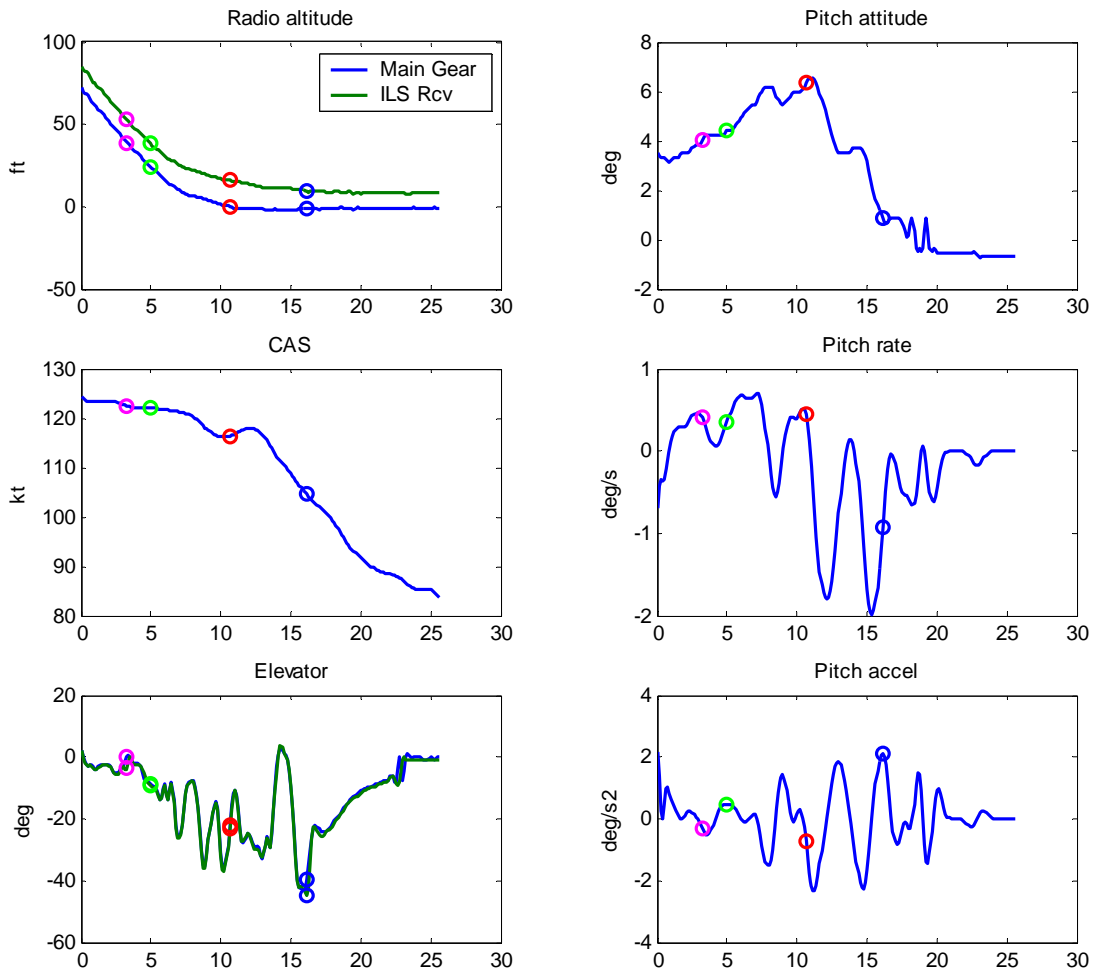 Radio altitude
100
50
0
-50
ft
Main Gear
ILS Rcv
0 5 10 15 20 25 30
Pitch attitude
8
6
4
2
0
-2
deg
0 5 10 15 20 25 30
CAS
130
120
110
100
90
80
kt
0 5 10 15 20 25 30
Pitch rate
1
0
-1
-2
deg/s
0 5 10 15 20 25 30
Elevator
20
0
-20
-40
-60
deg
0 5 10 15 20 25 30
Pitch accel
4
2
0
-2
-4
deg/s2
0 5 10 15 20 25 30